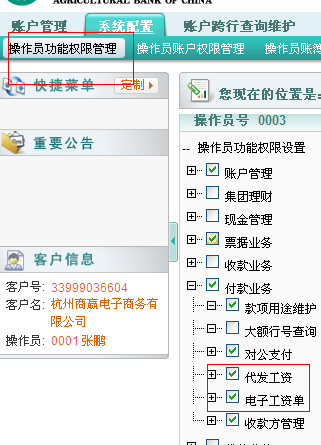 AGRICULTURAL BANK OF CHINA
账户管理 系统配置 账户跨行查询维护
操作员功能权限管理 操作员账户权限管理 操作员账簿
快捷菜单 定制
重要公告
客户信息
客户号: 33999036604
客户名: 杭州商赢电子商务有
限公司
操作员: 0001 张鹏
您现在的位置是:
操作员号 0003
-- 操作员功能权限设置
账户管理
集团理财
现金管理
票据业务
收款业务
付款业务
款项用途维护
大额行号查询
对公支付
代发工资
电子工资单
收款方管理